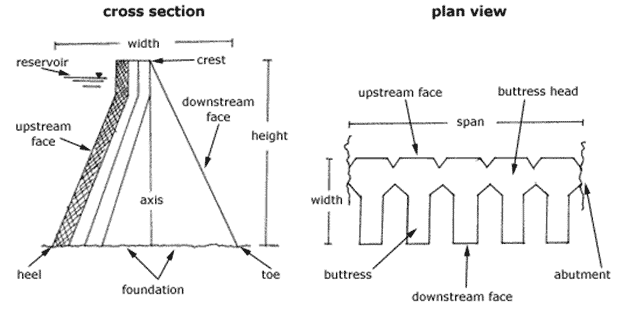 cross section
width
reservoir
crest
upstream
face
downstream
face
height
axis
heel
foundation
toe
plan view
upstream face
buttress head
span
width
buttress
downstream face
abutment